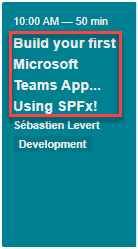 10:00 AM — 50 min
Build your first
Microsoft
Teams App...
Using SPFx!
Sébastien Levert
Development